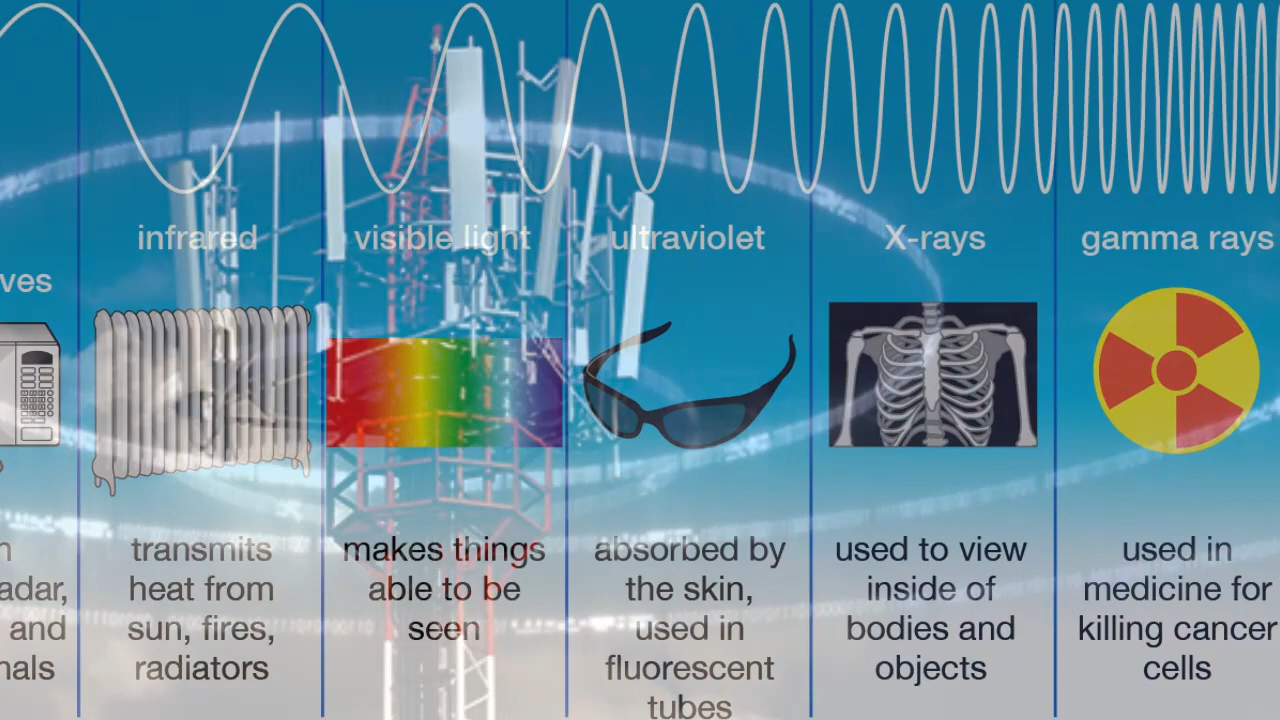 infrared
visible light
ultraviolet
X-rays
gamma rays
ves
transmits
heat from
sun, fires,
radiators
makes things
able to be
seen
absorbed by
the skin,
used in
fluorescent
tubes
used to view
inside of
bodies and
objects
used in
medicine for
killing cancer
cells
adar,
and
nals